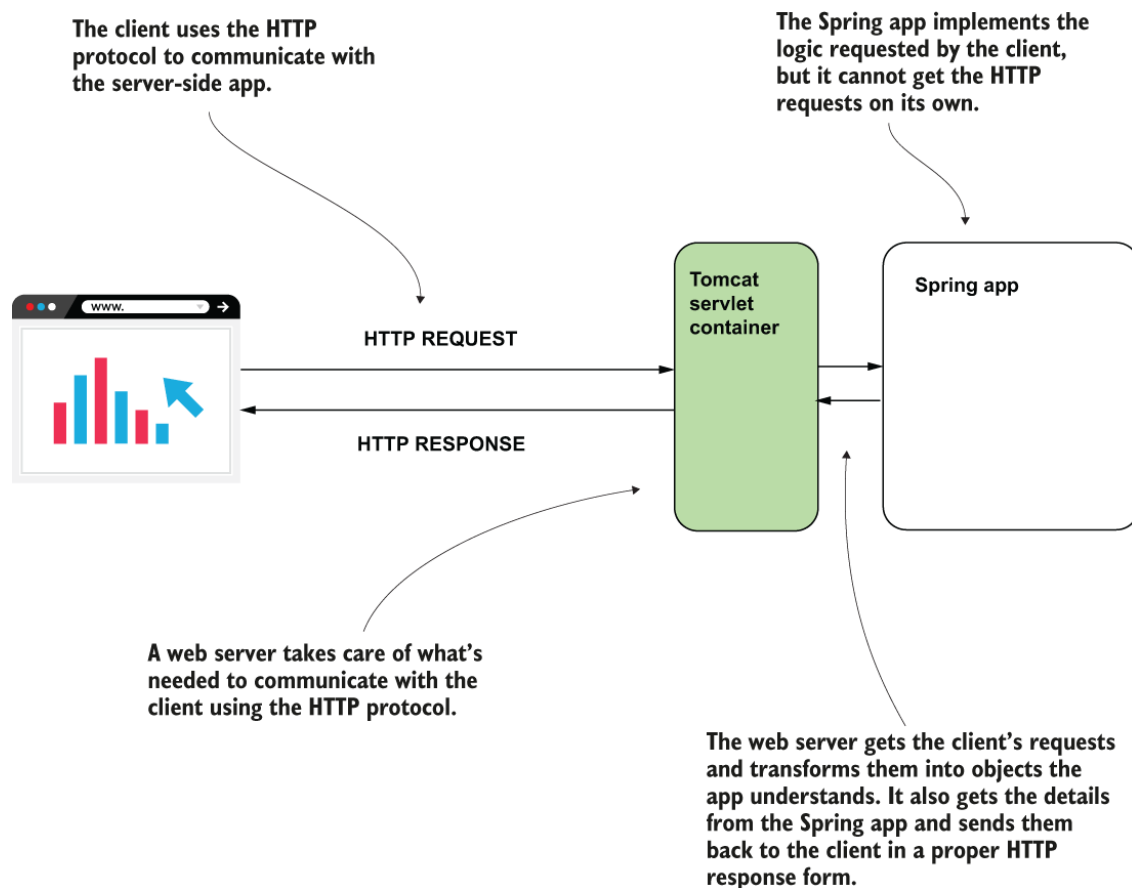 The client uses the HTTP
protocol to communicate with
the server-side app.
The Spring app implements the
logic requested by the client,
but it cannot get the HTTP
requests on its own.
www.
HTTP REQUEST
HTTP RESPONSE
Tomcat
servlet
container
Spring app
A web server takes care of what’s
needed to communicate with the
client using the HTTP protocol.
The web server gets the client’s requests
and transforms them into objects the
app understands. It also gets the details
from the Spring app and sends them
back to the client in a proper HTTP
response form.